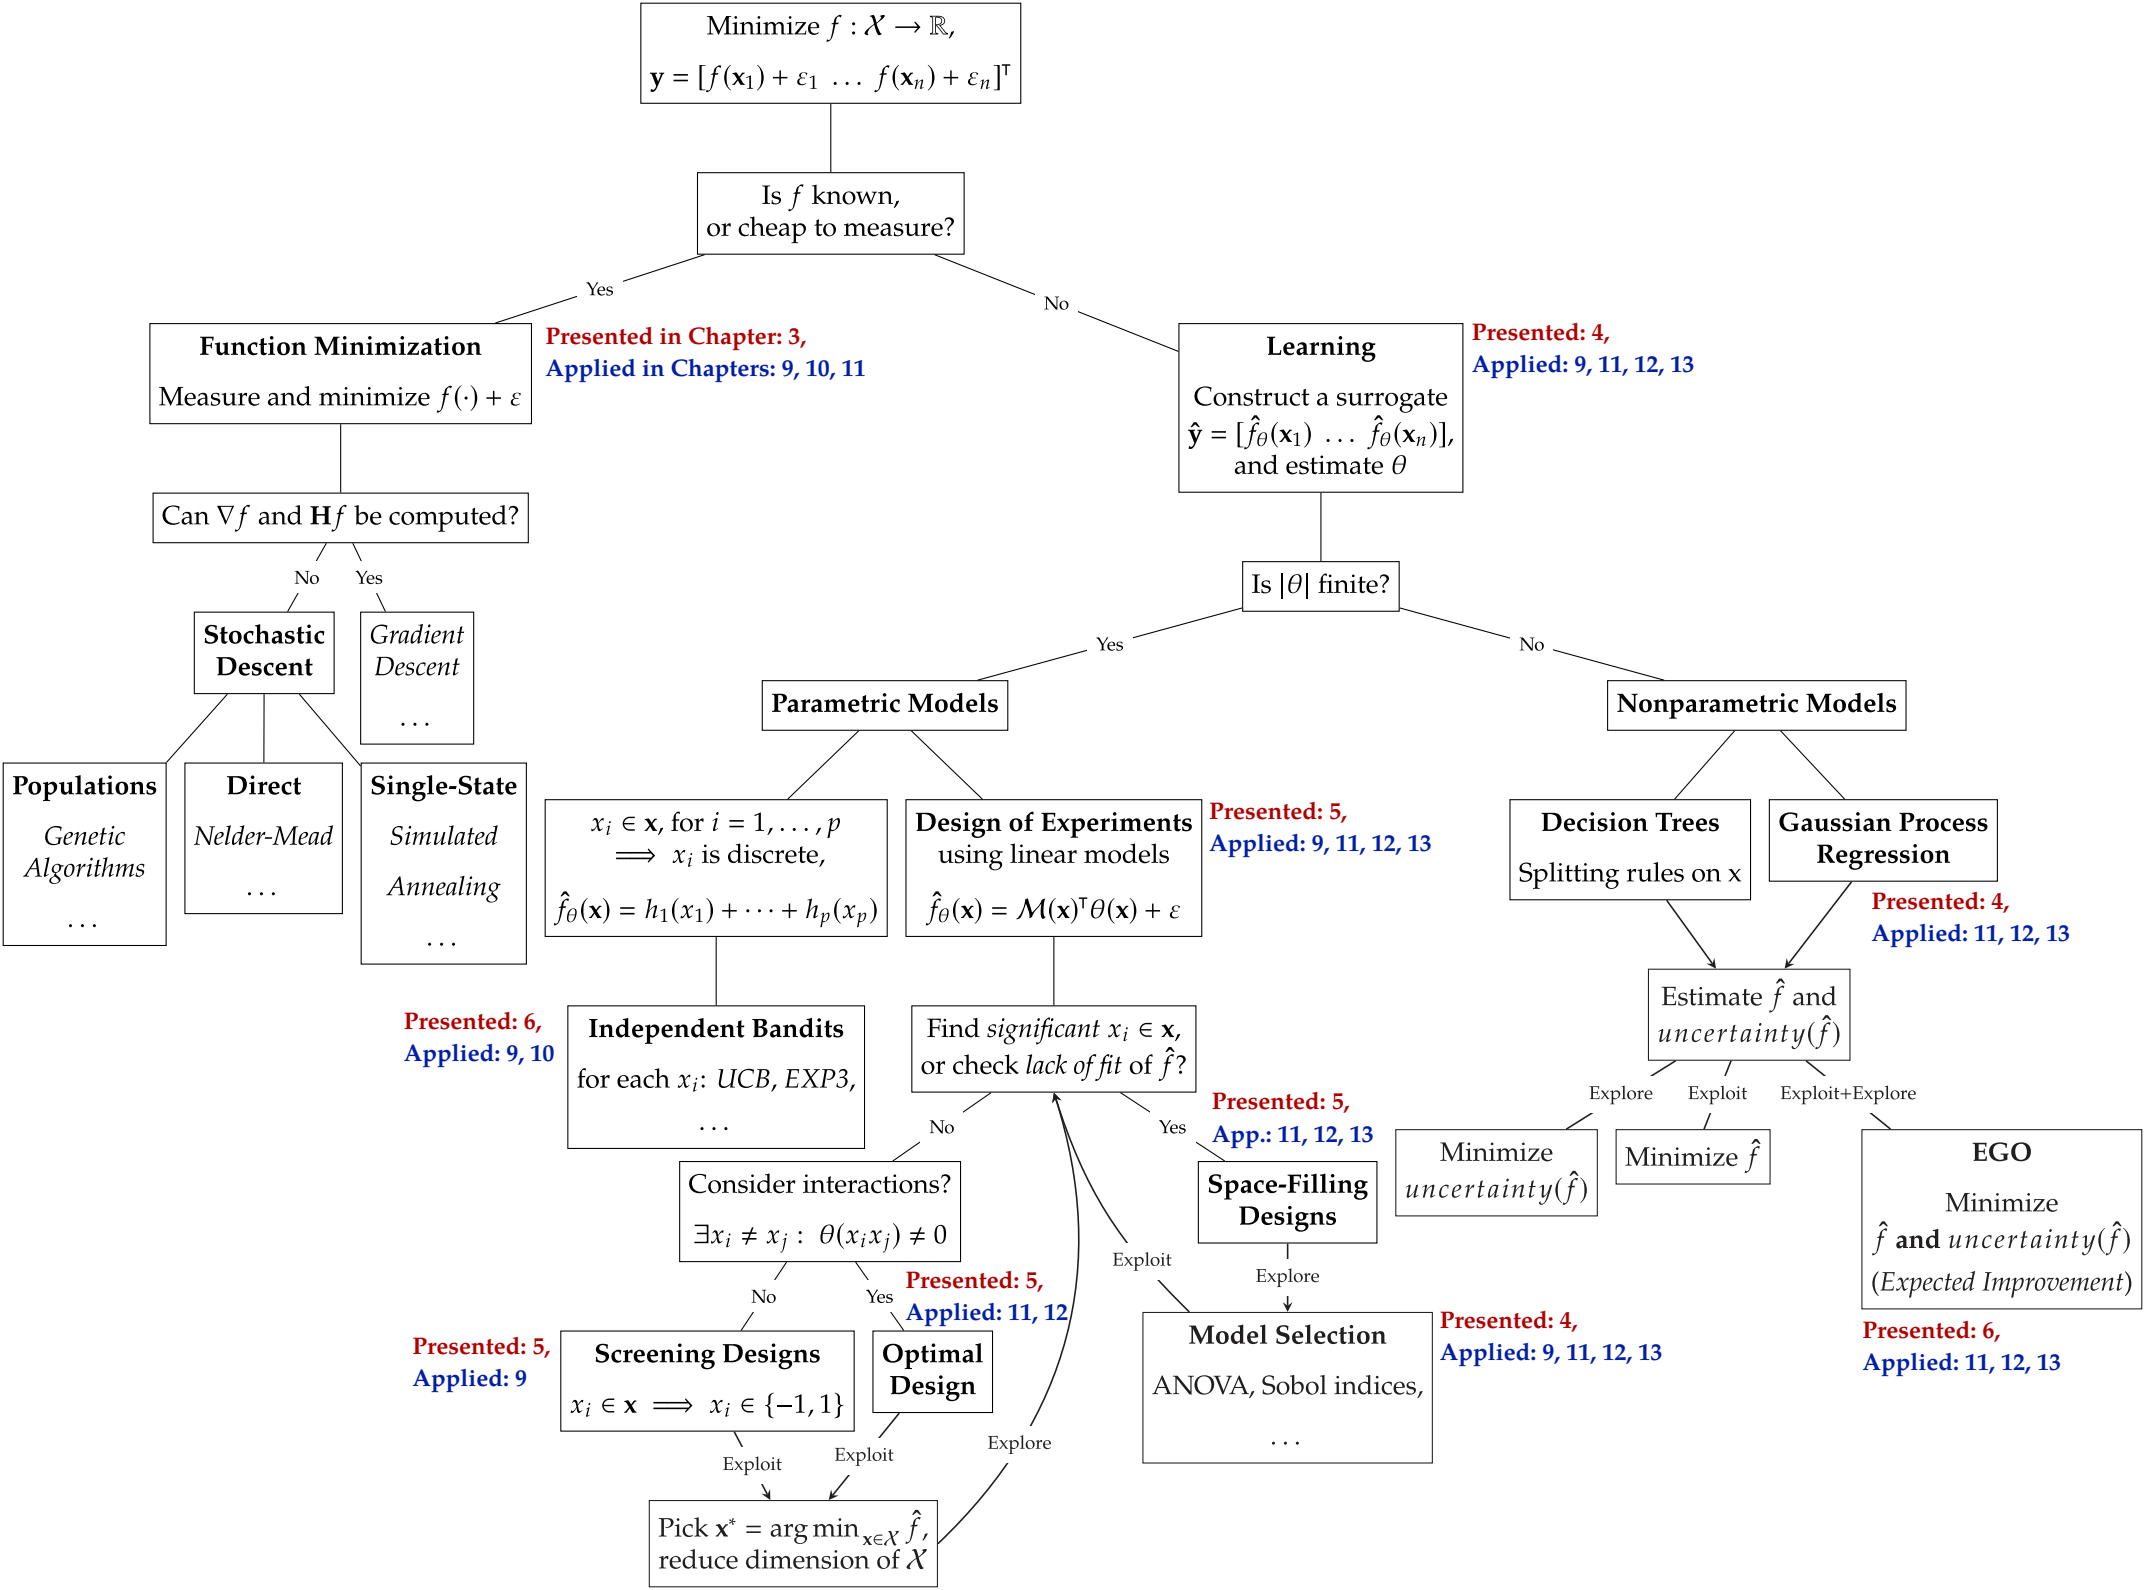 Minimize f : 𝒳 → ℝ,
y = [f(x₁) + ε₁ … f(xₙ) + εₙ]ᵀ
Is f known,
or cheap to measure?
Yes
No
Function Minimization
Measure and minimize f(·) + ε
Presented in Chapter: 3,
Applied in Chapters: 9, 10, 11
Learning
Construct a surrogate
ŷ = [f̂_θ(x₁) … f̂_θ(xₙ)],
and estimate θ
Presented: 4,
Applied: 9, 11, 12, 13
Can ∇f and Hf be computed?
No
Yes
Stochastic
Descent
Gradient
Descent
…
Populations
Genetic
Algorithms
…
Direct
Nelder-Mead
…
Single-State
Simulated
Annealing
…
Is |θ| finite?
Yes
No
Parametric Models
Nonparametric Models
xᵢ ∈ x, for i = 1, …, p
⟹ xᵢ is discrete,
f̂_θ(x) = h₁(x₁) + ⋯ + hₚ(xₚ)
Design of Experiments
using linear models
f̂_θ(x) = ℳ(x)ᵀθ(x) + ε
Presented: 5,
Applied: 9, 11, 12, 13
Decision Trees
Splitting rules on x
Gaussian Process
Regression
Presented: 4,
Applied: 11, 12, 13
Presented: 6,
Applied: 9, 10
Independent Bandits
for each xᵢ: UCB, EXP3,
…
Find significant xᵢ ∈ x,
or check lack of fit of f̂?
No
Yes
Presented: 5,
App.: 11, 12, 13
Estimate f̂ and
uncertainty(f̂)
Explore
Exploit
Exploit+Explore
Minimize
uncertainty(f̂)
Minimize f̂
EGO
Minimize
f̂ and uncertainty(f̂)
(Expected Improvement)
Presented: 6,
Applied: 11, 12, 13
Consider interactions?
∃xᵢ ≠ xⱼ : θ(xᵢxⱼ) ≠ 0
Space-Filling
Designs
Explore
Exploit
No
Yes
Presented: 5,
Applied: 11, 12
Presented: 5,
Applied: 9
Screening Designs
xᵢ ∈ x ⟹ xᵢ ∈ {−1, 1}
Optimal
Design
Model Selection
ANOVA, Sobol indices,
…
Presented: 4,
Applied: 9, 11, 12, 13
Exploit
Exploit
Explore
Pick x* = arg min_{x∈𝒳} f̂,
reduce dimension of 𝒳